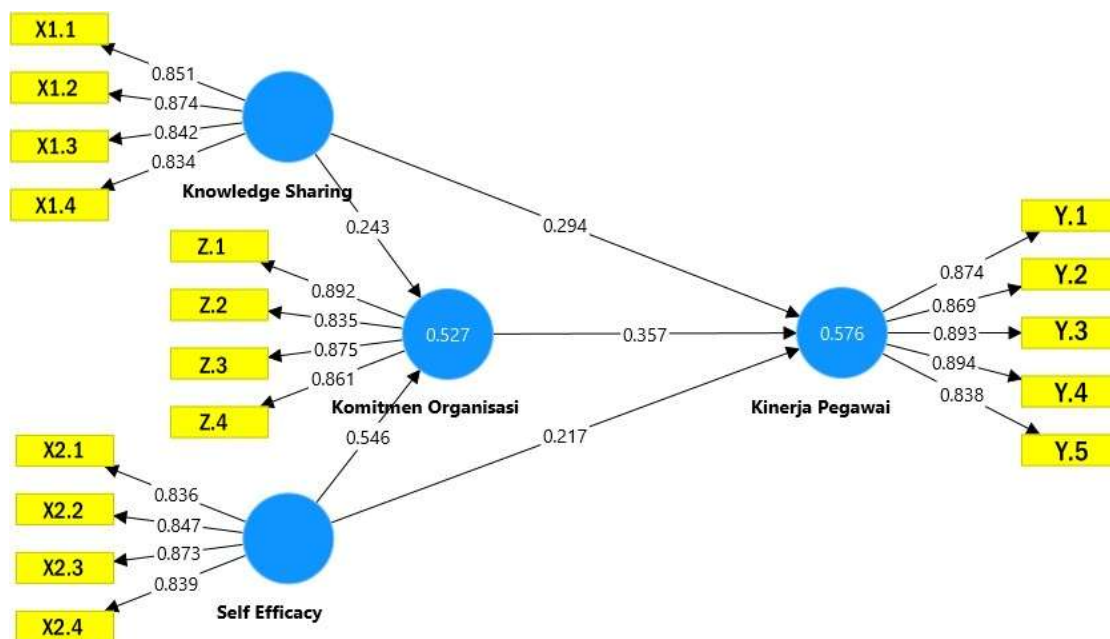 X1.1
0.851
X1.2
0.874
X1.3
0.842
X1.4
0.834
Knowledge Sharing
0.243
0.294
Z.1
0.892
Z.2
0.835
Z.3
0.875
Z.4
0.861
0.527
Komitmen Organisasi
0.357
0.576
Kinerja Pegawai
Y.1
0.874
Y.2
0.869
Y.3
0.893
Y.4
0.894
Y.5
0.838
0.546
0.217
X2.1
0.836
X2.2
0.847
X2.3
0.873
X2.4
0.839
Self Efficacy